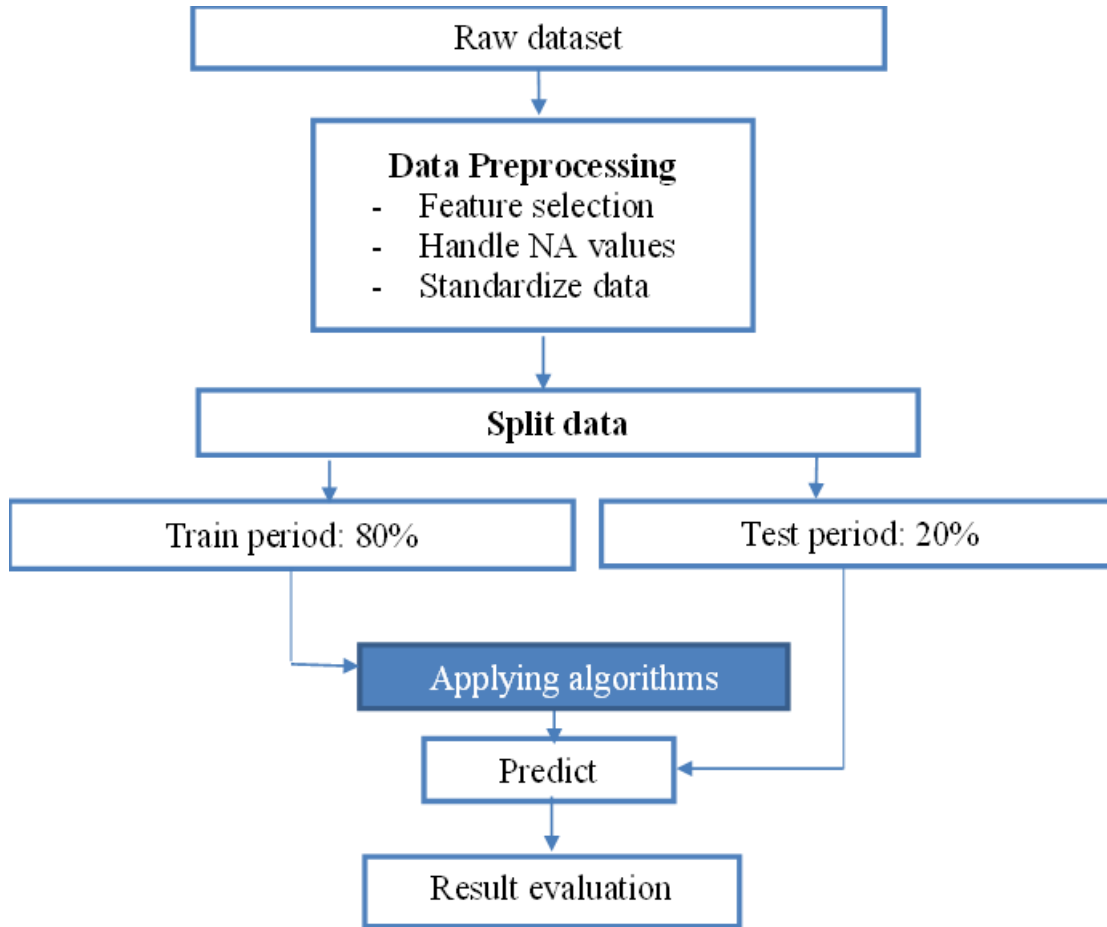 Raw dataset
Data Preprocessing
- Feature selection
- Handle NA values
- Standardize data
Split data
Train period: 80%
Test period: 20%
Applying algorithms
Predict
Result evaluation